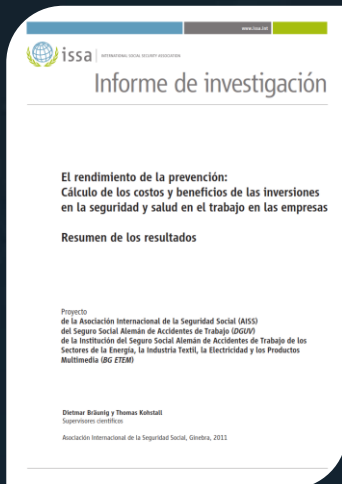 www.issa.int
issa
INTERNATIONAL SOCIAL SECURITY ASSOCIATION
Informe de investigación
El rendimiento de la prevención:
Cálculo de los costos y beneficios de las inversiones
en la seguridad y salud en el trabajo en las empresas
Resumen de los resultados
Proyecto
de la Asociación Internacional de la Seguridad Social (AISS)
del Seguro Social Alemán de Accidentes de Trabajo (DGUV)
de la Institución del Seguro Social Alemán de Accidentes de Trabajo de los
Sectores de la Energía, la Industria Textil, la Electricidad y los Productos
Multimedia (BG ETEM)
Dietmar Bräunig y Thomas Kohstall
Supervisores científicos
Asociación Internacional de la Seguridad Social, Ginebra, 2011